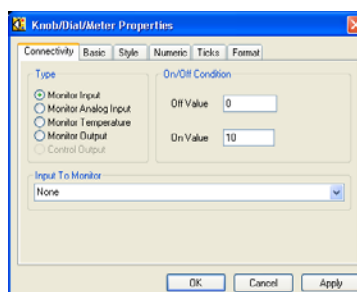 Knob/Dial/Meter Properties
Connectivity Basic Style Numeric Ticks Format
Type
Monitor Input
Monitor Analog Input
Monitor Temperature
Monitor Output
Control Output
On/Off Condition
Off Value 0
On Value 10
Input To Monitor
None
OK Cancel Apply